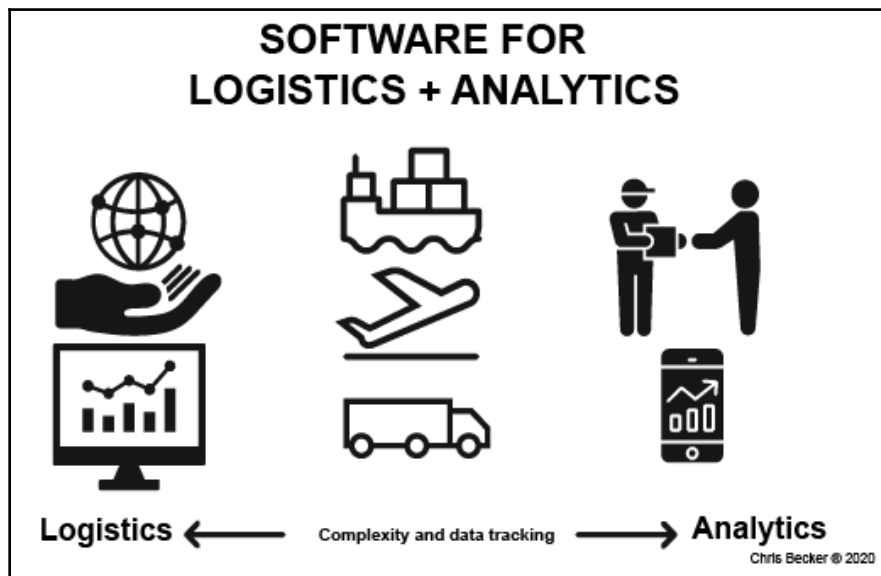 SOFTWARE FOR
LOGISTICS + ANALYTICS
Logistics
Complexity and data tracking
Analytics
Chris Becker ® 2020